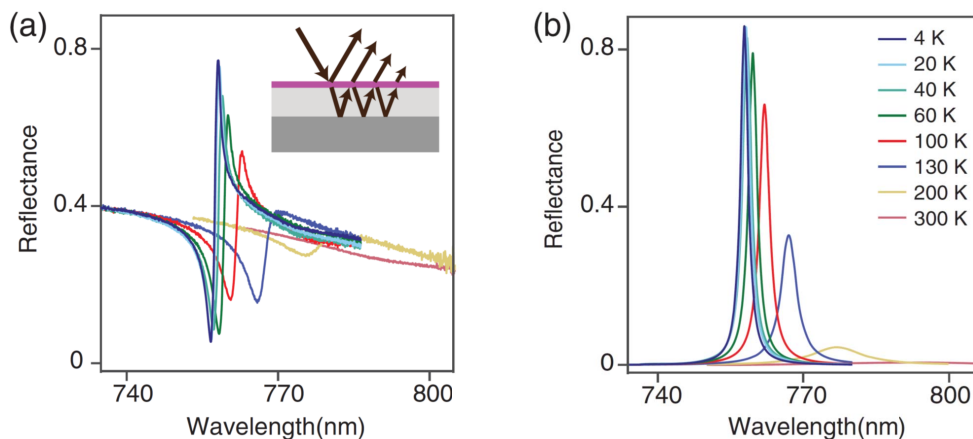 (a)
0.8
0.4
0
Reflectance
740
770
800
Wavelength(nm)
(b)
0.8
0.4
0
Reflectance
740
770
800
Wavelength(nm)
4 K
20 K
40 K
60 K
100 K
130 K
200 K
300 K